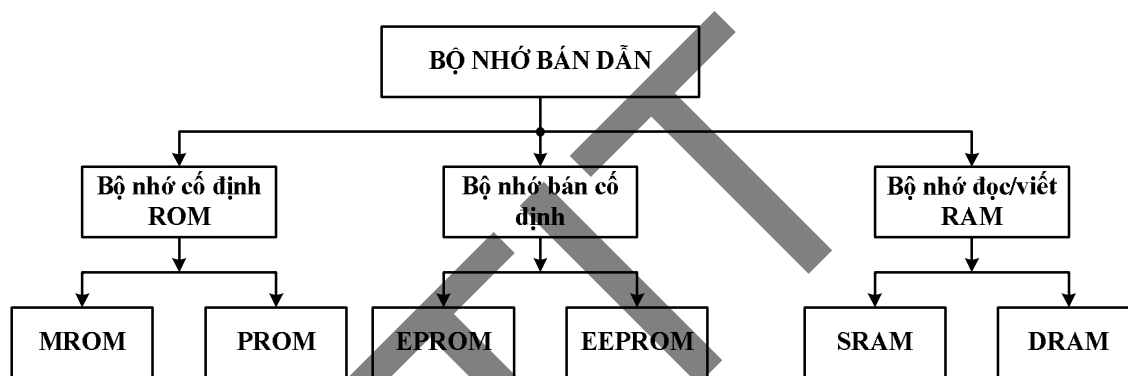 BỘ NHỚ BÁN DẪN
Bộ nhớ cố định
ROM
Bộ nhớ bán cố
định
Bộ nhớ đọc/viết
RAM
MROM
PROM
EPROM
EEPROM
SRAM
DRAM